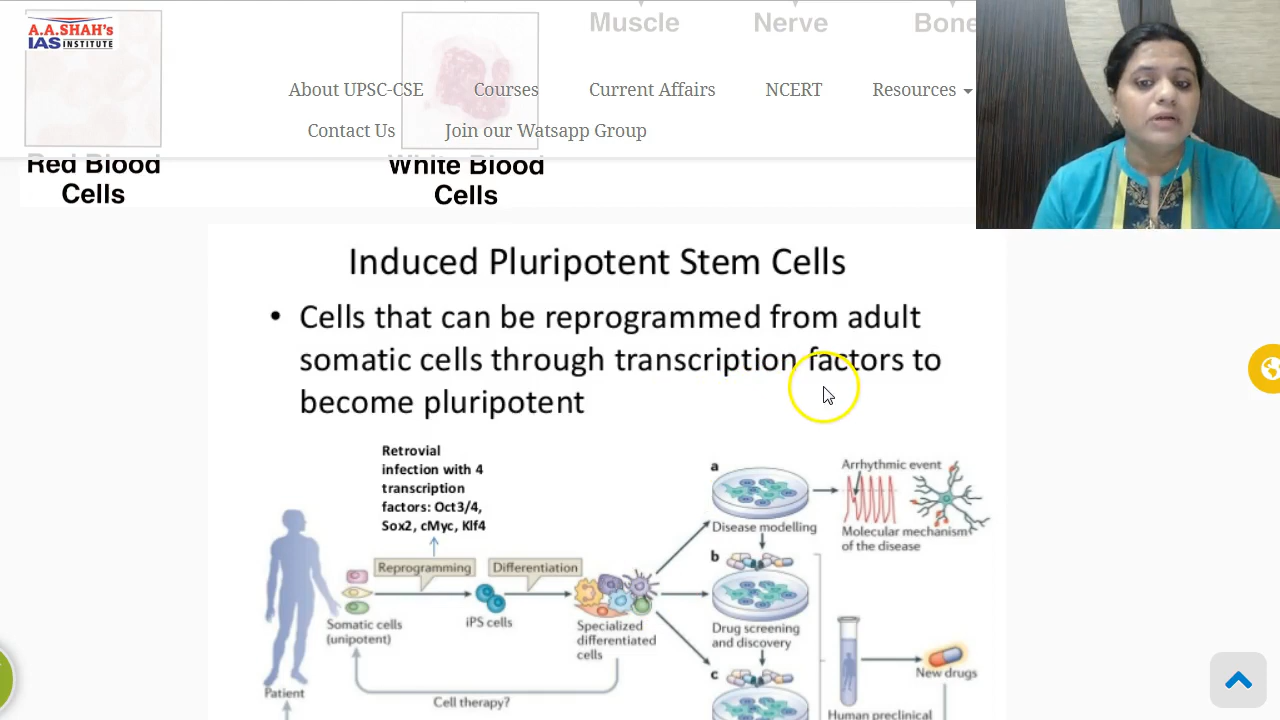 A.A.SHAH's
IAS INSTITUTE
Muscle
Nerve
Bone
About UPSC-CSE
Courses
Current Affairs
NCERT
Resources
Contact Us
Join our Watsapp Group
Red Blood
Cells
White Blood
Cells
Induced Pluripotent Stem Cells
• Cells that can be reprogrammed from adult
somatic cells through transcription factors to
become pluripotent
Retrovial
infection with 4
transcription
factors: Oct3/4,
Sox2, cMyc, Klf4
Reprogramming
Differentiation
Somatic cells
(unipotent)
iPS cells
Specialized
differentiated
cells
Patient
Cell therapy?
a
Disease modelling
Arrhythmic event
Molecular mechanism
of the disease
b
Drug screening
and discovery
c
New drugs
Human preclinical